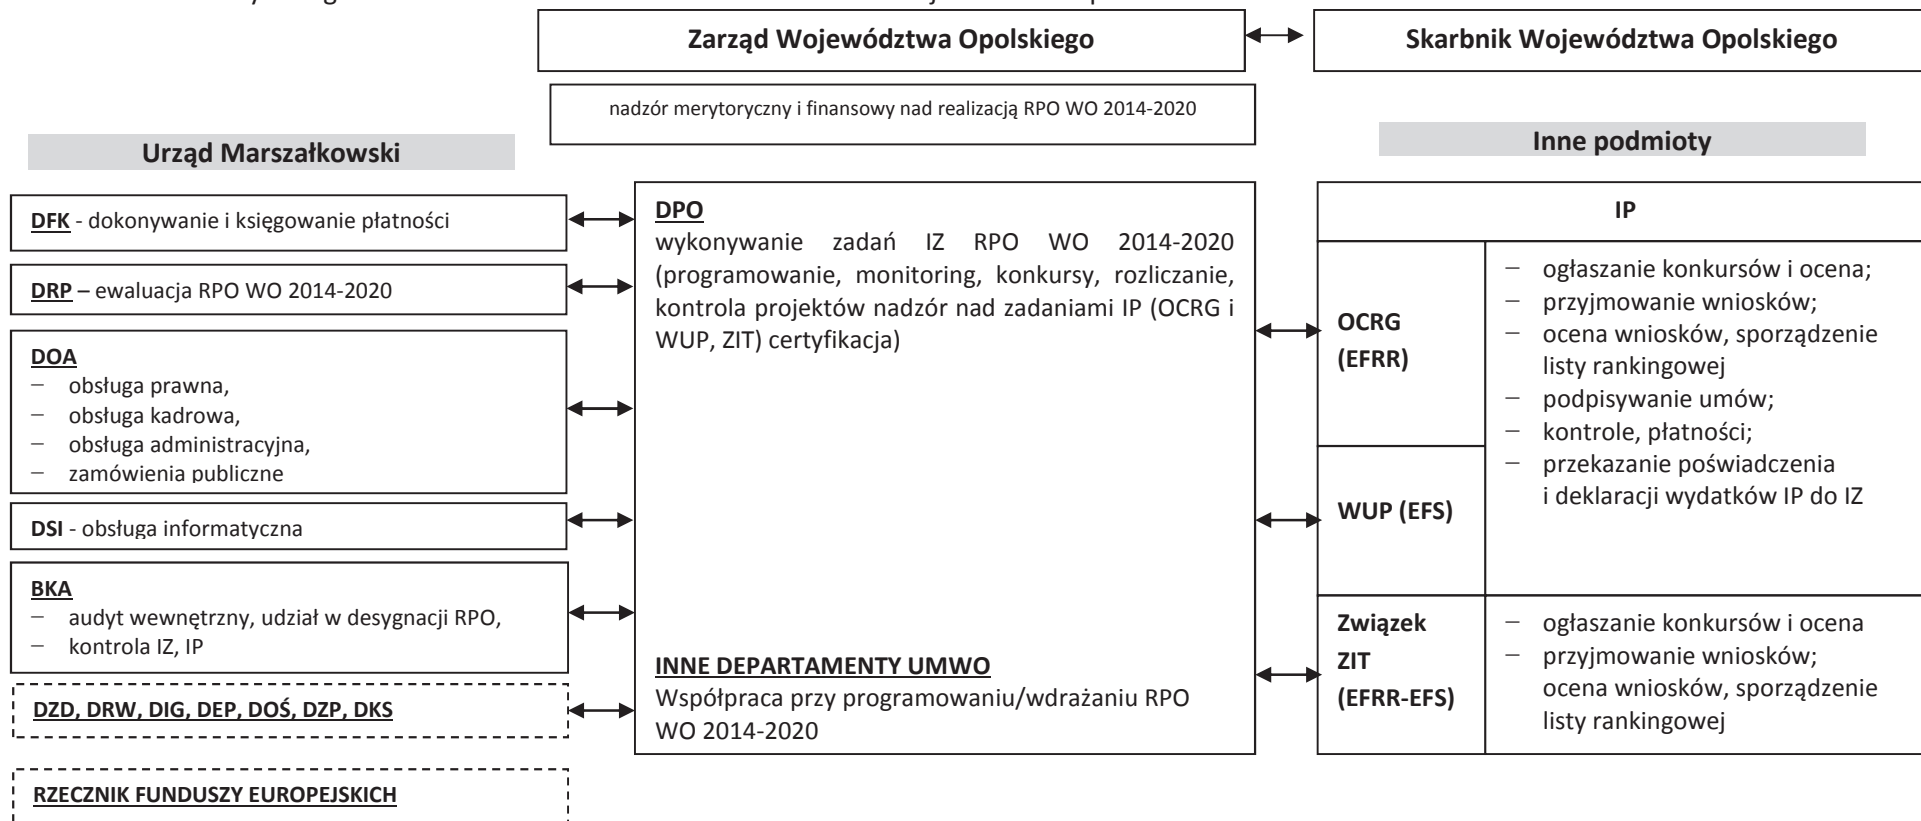 Zarząd Województwa Opolskiego
Skarbnik Województwa Opolskiego
nadzór merytoryczny i finansowy nad realizacją RPO WO 2014-2020
Urząd Marszałkowski
Inne podmioty
DFK - dokonywanie i księgowanie płatności
DRP – ewaluacja RPO WO 2014-2020
DOA
– obsługa prawna,
– obsługa kadrowa,
– obsługa administracyjna,
– zamówienia publiczne
DSI - obsługa informatyczna
BKA
– audyt wewnętrzny, udział w desygnacji RPO,
– kontrola IZ, IP
DZD, DRW, DIG, DEP, DOŚ, DZP, DKS
RZECZNIK FUNDUSZY EUROPEJSKICH
DPO
wykonywanie zadań IZ RPO WO 2014-2020
(programowanie, monitoring, konkursy, rozliczanie,
kontrola projektów nadzór nad zadaniami IP (OCRG i
WUP, ZIT) certyfikacja)
INNE DEPARTAMENTY UMWO
Współpraca przy programowaniu/wdrażaniu RPO
WO 2014-2020
IP
OCRG
(EFRR)
WUP (EFS)
– ogłaszanie konkursów i ocena;
– przyjmowanie wniosków;
– ocena wniosków, sporządzenie
listy rankingowej
– podpisywanie umów;
– kontrole, płatności;
– przekazanie poświadczenia
i deklaracji wydatków IP do IZ
Związek
ZIT
(EFRR-EFS)
– ogłaszanie konkursów i ocena
– przyjmowanie wniosków;
ocena wniosków, sporządzenie
listy rankingowej